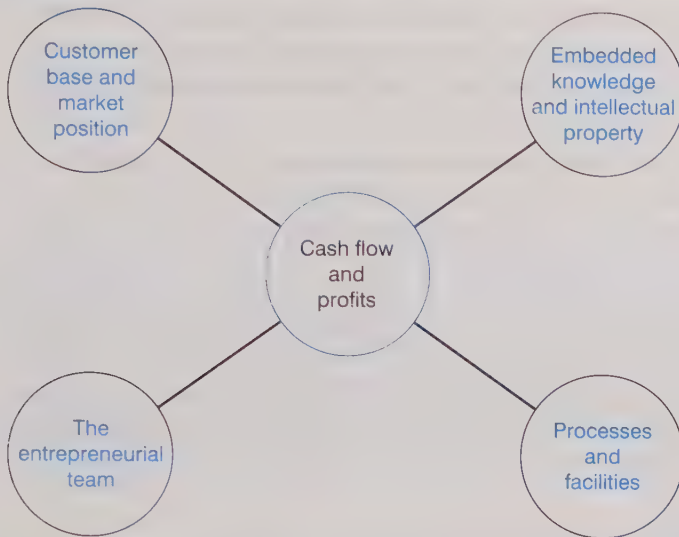 Customer
base and
market
position
Embedded
knowledge
and intellectual
property
Cash flow
and
profits
The
entrepreneurial
team
Processes
and
facilities